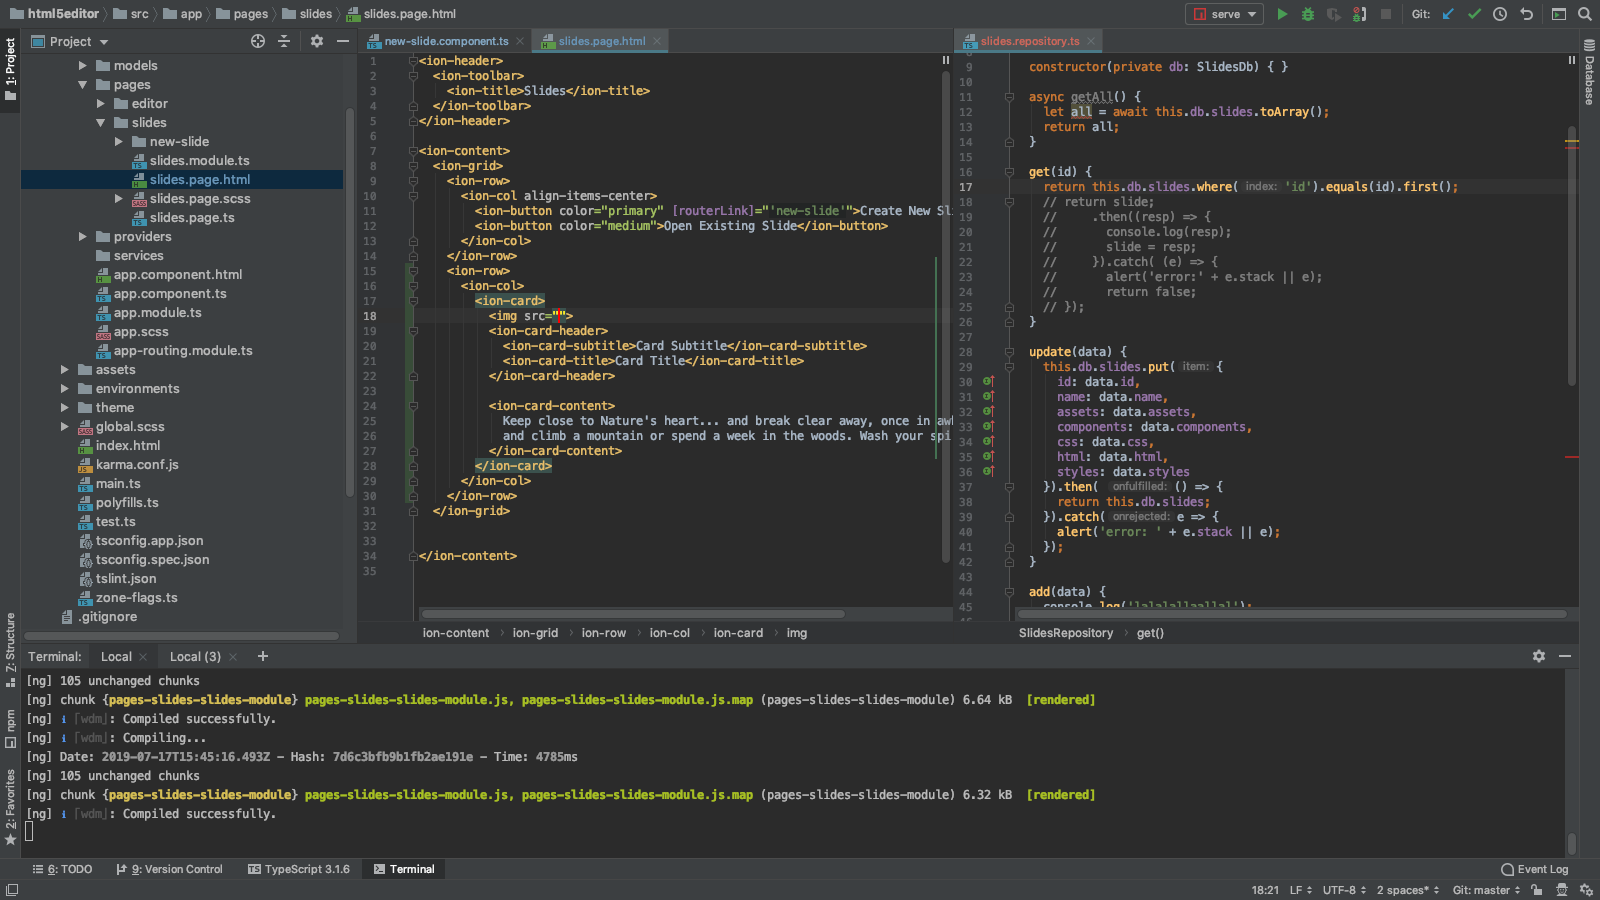 html5editor src app pages slides slides.page.html
serve Git:
Project
new-slide.component.ts
slides.page.html
slides.repository.ts
1: Project
Z: Structure
npm
2: Favorites
Database
models
pages
editor
slides
new-slide
slides.module.ts
slides.page.html
slides.page.scss
slides.page.ts
providers
services
app.component.html
app.component.ts
app.module.ts
app.scss
app-routing.module.ts
assets
environments
theme
global.scss
index.html
karma.conf.js
main.ts
polyfills.ts
test.ts
tsconfig.app.json
tsconfig.spec.json
tslint.json
zone-flags.ts
.gitignore
1 <ion-header>
2 <ion-toolbar>
3 <ion-title>Slides</ion-title>
4 </ion-toolbar>
5 </ion-header>
6
7 <ion-content>
8 <ion-grid>
9 <ion-row>
10 <ion-col align-items-center>
11 <ion-button color="primary" [routerLink]="'new-slide'">Create New Sl
12 <ion-button color="medium">Open Existing Slide</ion-button>
13 </ion-col>
14 </ion-row>
15 <ion-row>
16 <ion-col>
17 <ion-card>
18 <img src="">
19 <ion-card-header>
20 <ion-card-subtitle>Card Subtitle</ion-card-subtitle>
21 <ion-card-title>Card Title</ion-card-title>
22 </ion-card-header>
23
24 <ion-card-content>
25 Keep close to Nature's heart... and break clear away, once in aw
26 and climb a mountain or spend a week in the woods. Wash your spi
27 </ion-card-content>
28 </ion-card>
29 </ion-col>
30 </ion-row>
31 </ion-grid>
32
33
34 </ion-content>
35
ion-content ion-grid ion-row ion-col ion-card img
9 constructor(private db: SlidesDb) { }
10
11 async getAll() {
12 let all = await this.db.slides.toArray();
13 return all;
14 }
15
16 get(id) {
17 return this.db.slides.where( index: 'id').equals(id).first();
18 // return slide;
19 // .then((resp) => {
20 // console.log(resp);
21 // slide = resp;
22 // }).catch( (e) => {
23 // alert('error:' + e.stack || e);
24 // return false;
25 // });
26 }
27
28 update(data) {
29 this.db.slides.put( item: {
30 id: data.id,
31 name: data.name,
32 assets: data.assets,
33 components: data.components,
34 css: data.css,
35 html: data.html,
36 styles: data.styles
37 }).then( onfulfilled: () => {
38 return this.db.slides;
39 }).catch( onrejected: e => {
40 alert('error: ' + e.stack || e);
41 });
42 }
43
44 add(data) {
45
SlidesRepository get()
Terminal: Local Local (3) +
[ng] 105 unchanged chunks
[ng] chunk {pages-slides-slides-module} pages-slides-slides-module.js, pages-slides-slides-module.js.map (pages-slides-slides-module) 6.64 kB [rendered]
[ng] ℹ ｢wdm｣: Compiled successfully.
[ng] ℹ ｢wdm｣: Compiling...
[ng] Date: 2019-07-17T15:45:16.493Z - Hash: 7d6c3bfb9b1fb2ae191e - Time: 4785ms
[ng] 105 unchanged chunks
[ng] chunk {pages-slides-slides-module} pages-slides-slides-module.js, pages-slides-slides-module.js.map (pages-slides-slides-module) 6.32 kB [rendered]
[ng] ℹ ｢wdm｣: Compiled successfully.
6: TODO 9: Version Control TypeScript 3.1.6 Terminal Event Log
18:21 LF UTF-8 2 spaces* Git: master